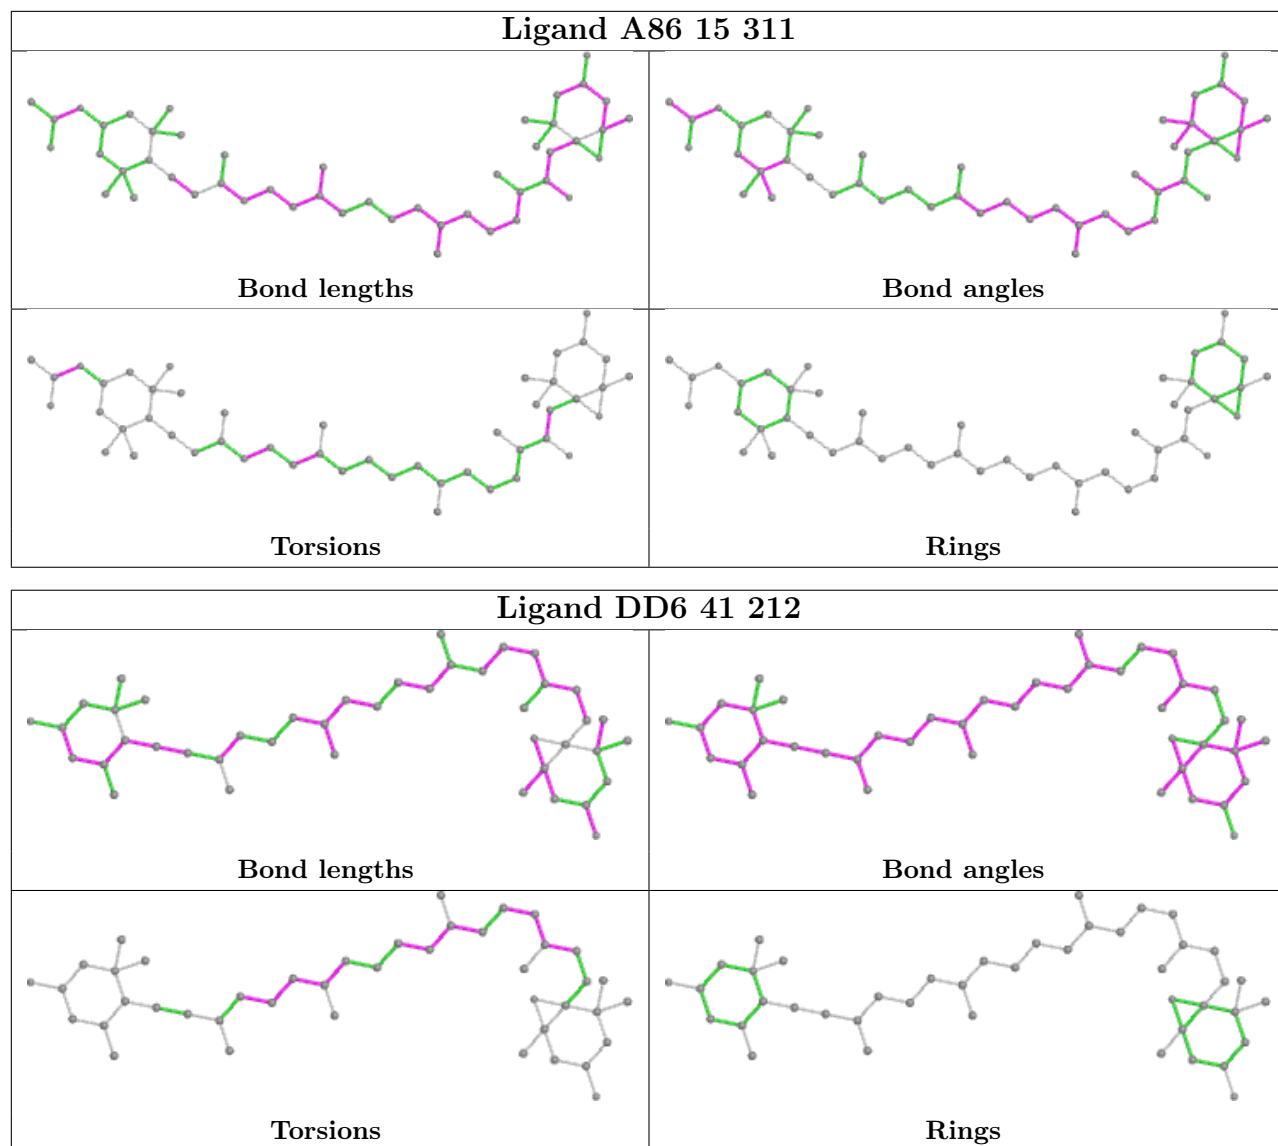 Ligand A86 15 311
Bond lengths
Bond angles
Torsions
Rings
Ligand DD6 41 212
Bond lengths
Bond angles
Torsions
Rings